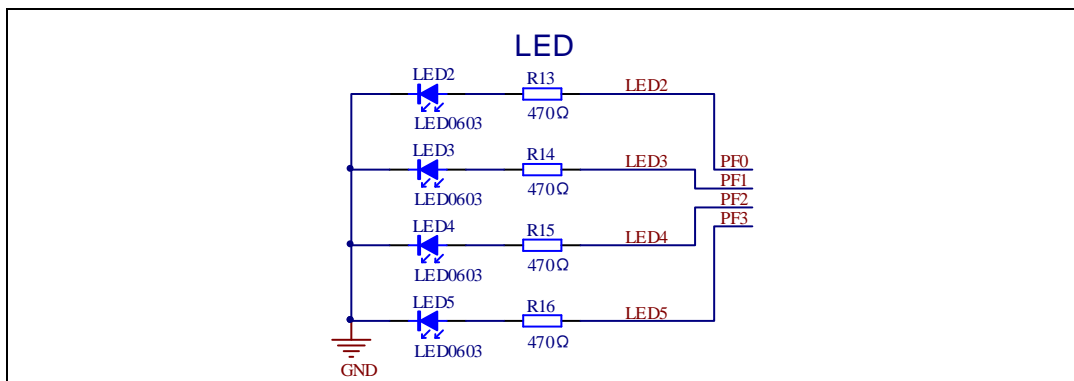 LED
LED2 R13 LED2
LED0603 470Ω
PF0
LED3 R14 LED3
PF1
LED0603 470Ω
PF2
LED4 R15 LED4
PF3
LED0603 470Ω
LED5 R16 LED5
LED0603 470Ω
GND